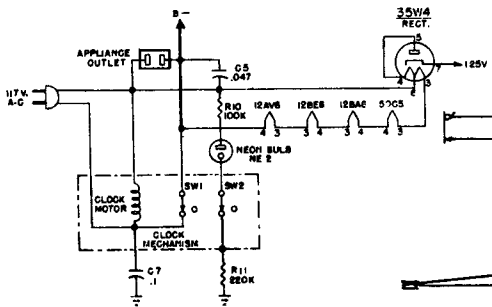 B-
35W4
RECT.
APPLIANCE
OUTLET
C5
.047
5
7
125V
4
6
3
117 V.
A-C
R10
100K
12AV6
12BE6
12BA6
50C5
4 3
4 3
4 3
4 3
NEON BULB
NE 2
CLOCK
MOTOR
SW1
SW2
CLOCK
MECHANISM
C7
.1
R11
220K